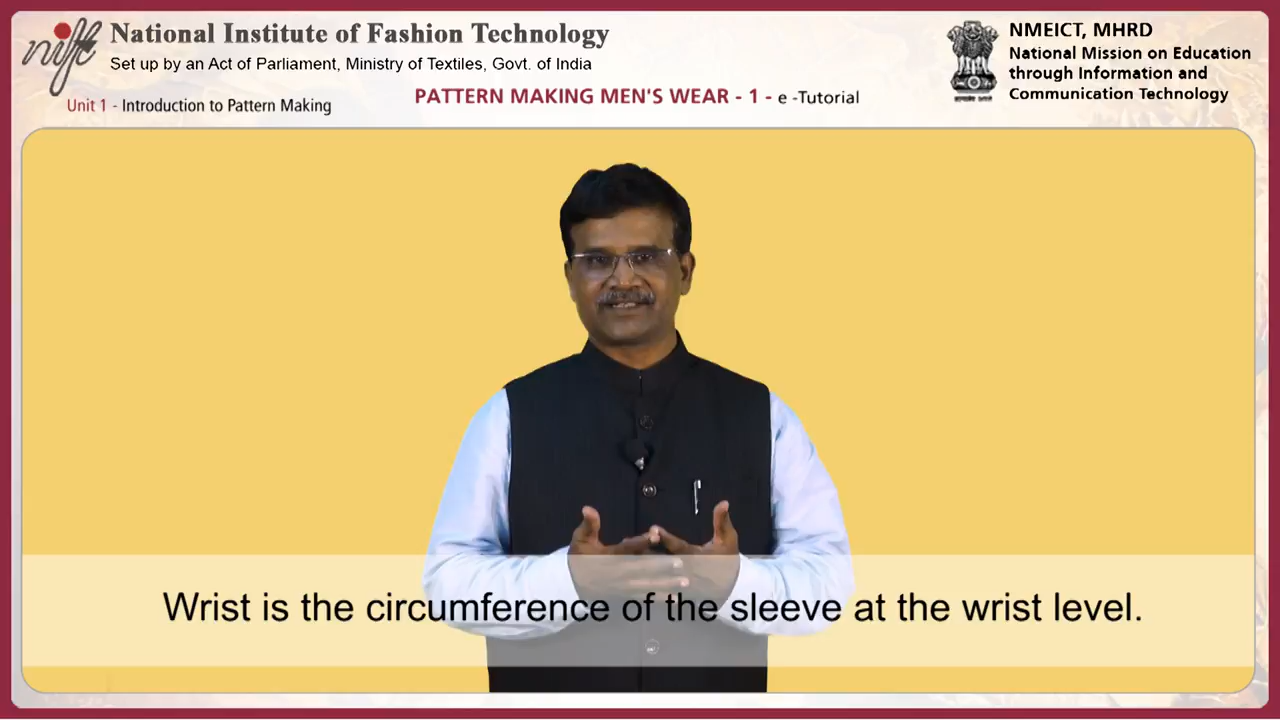 nift
National Institute of Fashion Technology
Set up by an Act of Parliament, Ministry of Textiles, Govt. of India
Unit 1 - Introduction to Pattern Making
PATTERN MAKING MEN'S WEAR - 1 - e -Tutorial
NMEICT, MHRD
National Mission on Education
through Information and
Communication Technology
Wrist is the circumference of the sleeve at the wrist level.